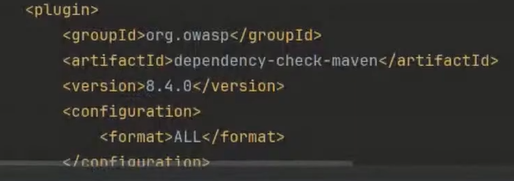 <plugin>
<groupId>org.owasp</groupId>
<artifactId>dependency-check-maven</artifactId>
<version>8.4.0</version>
<configuration>
<format>ALL</format>
</configuration>